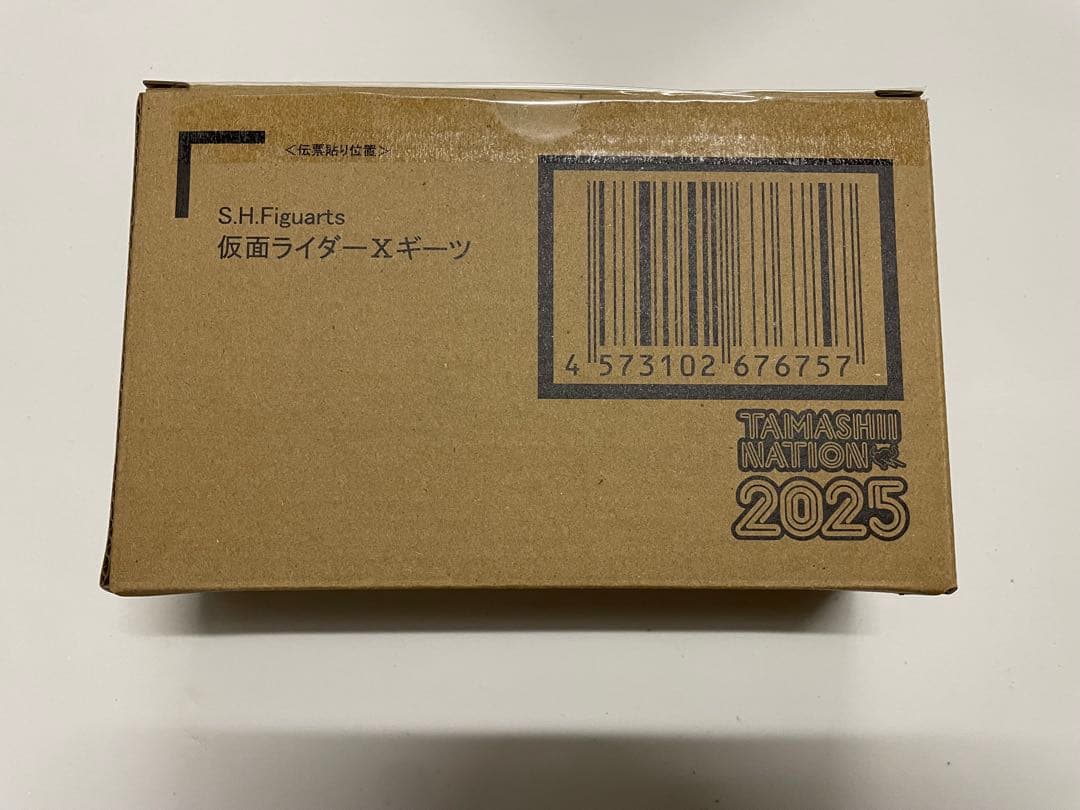 <伝票貼り位置>
S.H.Figuarts
仮面ライダーXギーツ
4 573102 676757
TAMASHII
NATION
2025